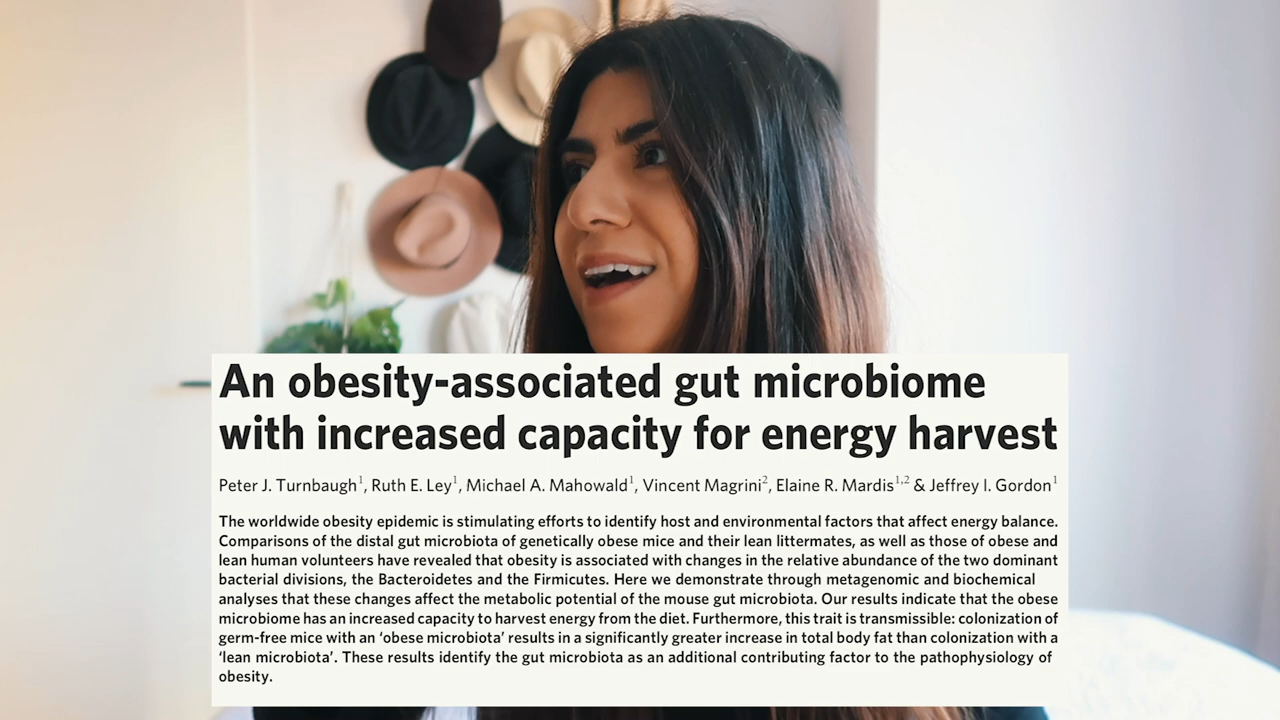 An obesity-associated gut microbiome
with increased capacity for energy harvest
Peter J. Turnbaugh¹, Ruth E. Ley¹, Michael A. Mahowald¹, Vincent Magrini², Elaine R. Mardis¹,² & Jeffrey I. Gordon¹
The worldwide obesity epidemic is stimulating efforts to identify host and environmental factors that affect energy balance.
Comparisons of the distal gut microbiota of genetically obese mice and their lean littermates, as well as those of obese and
lean human volunteers have revealed that obesity is associated with changes in the relative abundance of the two dominant
bacterial divisions, the Bacteroidetes and the Firmicutes. Here we demonstrate through metagenomic and biochemical
analyses that these changes affect the metabolic potential of the mouse gut microbiota. Our results indicate that the obese
microbiome has an increased capacity to harvest energy from the diet. Furthermore, this trait is transmissible: colonization of
germ-free mice with an ‘obese microbiota’ results in a significantly greater increase in total body fat than colonization with a
‘lean microbiota’. These results identify the gut microbiota as an additional contributing factor to the pathophysiology of
obesity.